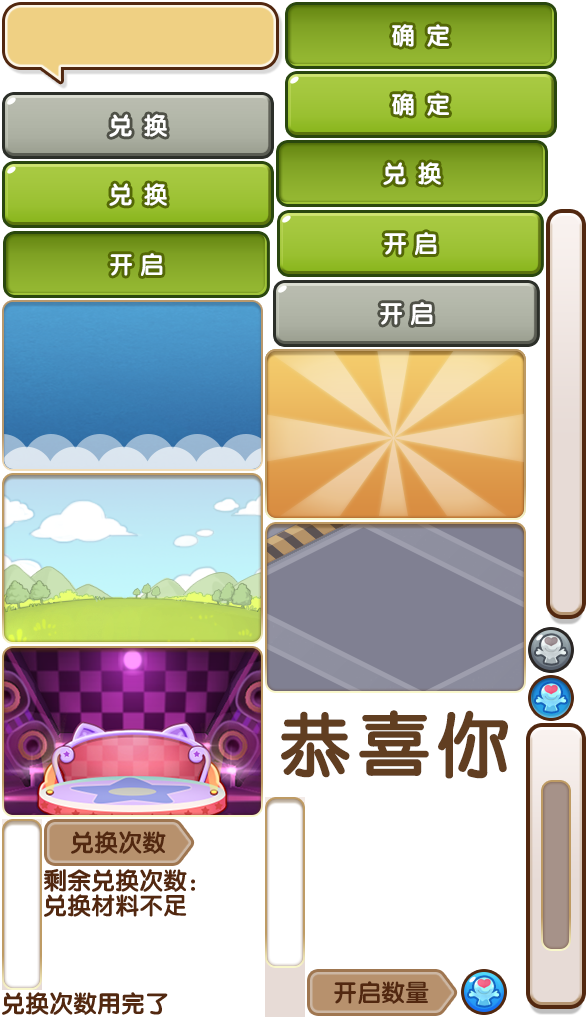 确定
确定
兑换
兑换
兑换
开启
开启
开启
恭喜你
兑换次数
剩余兑换次数：
兑换材料不足
开启数量
兑换次数用完了